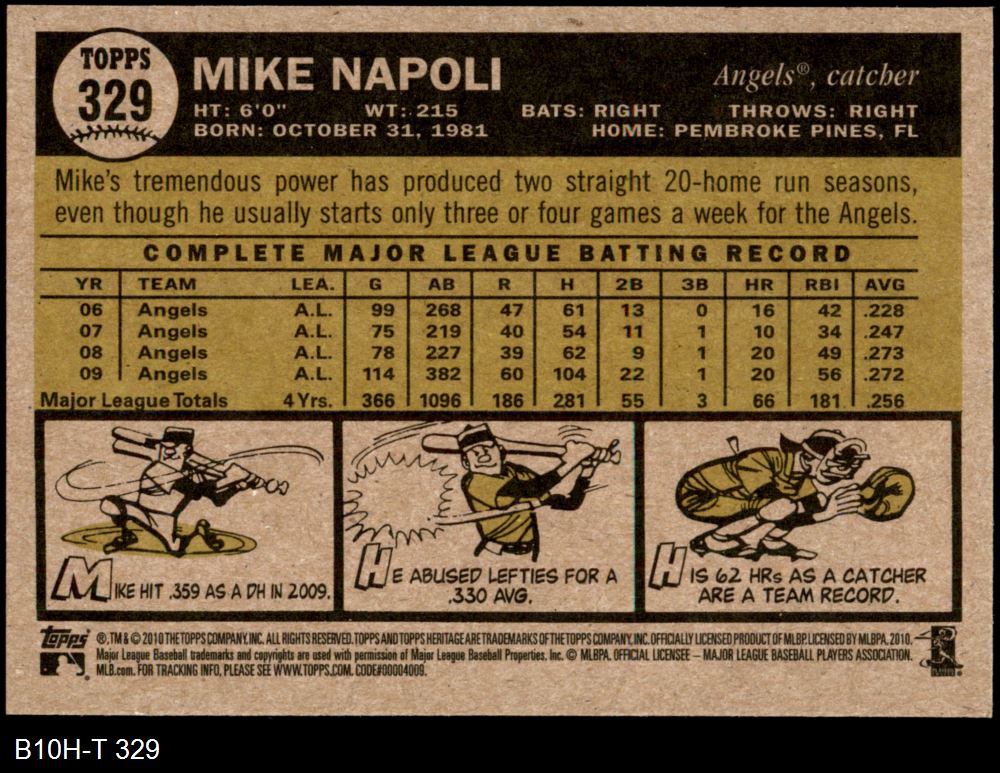 TOPPS
329
MIKE NAPOLI
Angels®, catcher
HT: 6'0" WT: 215 BATS: RIGHT THROWS: RIGHT
BORN: OCTOBER 31, 1981 HOME: PEMBROKE PINES, FL
Mike's tremendous power has produced two straight 20-home run seasons,
even though he usually starts only three or four games a week for the Angels.
COMPLETE MAJOR LEAGUE BATTING RECORD
YR TEAM LEA. G AB R H 2B 3B HR RBI AVG
06 Angels A.L. 99 268 47 61 13 0 16 42 .228
07 Angels A.L. 75 219 40 54 11 1 10 34 .247
08 Angels A.L. 78 227 39 62 9 1 20 49 .273
09 Angels A.L. 114 382 60 104 22 1 20 56 .272
Major League Totals 4 Yrs. 366 1096 186 281 55 3 66 181 .256
MIKE HIT .359 AS A DH IN 2009.
HE ABUSED LEFTIES FOR A
.330 AVG.
HIS 62 HRs AS A CATCHER
ARE A TEAM RECORD.
Topps ®, TM & © 2010 THE TOPPS COMPANY, INC. ALL RIGHTS RESERVED. TOPPS AND TOPPS HERITAGE ARE TRADEMARKS OF THE TOPPS COMPANY, INC. OFFICIALLY LICENSED PRODUCT OF MLBP. LICENSED BY MLBPA, 2010.
Major League Baseball trademarks and copyrights are used with permission of Major League Baseball Properties, Inc. © MLBPA. OFFICIAL LICENSEE – MAJOR LEAGUE BASEBALL PLAYERS ASSOCIATION.
MLB.com. FOR TRACKING INFO, PLEASE SEE WWW.TOPPS.COM. CODE#00004009.
B10H-T 329